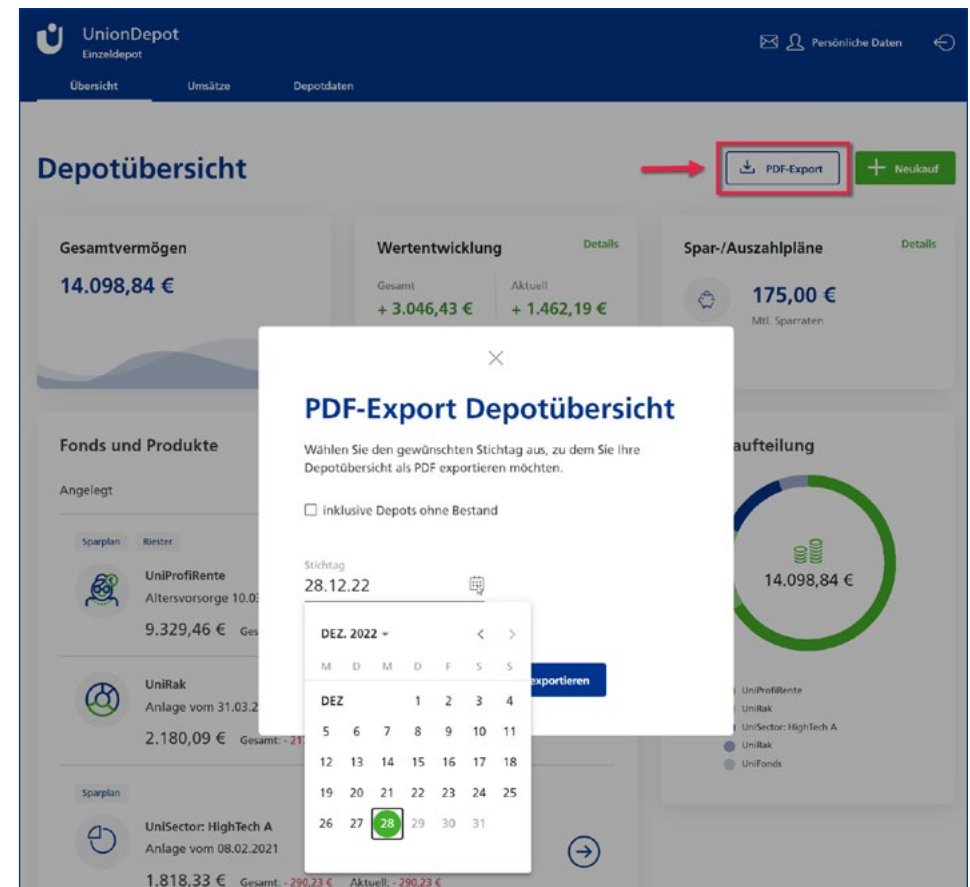 UnionDepot
Einzeldepot
Persönliche Daten
Übersicht Umsätze Depotdaten
Depotübersicht
PDF-Export
Neukauf
Gesamtvermögen
14.098,84 €
Wertentwicklung Details
Gesamt Aktuell
+ 3.046,43 € + 1.462,19 €
Spar-/Auszahlpläne Details
175,00 €
Mtl. Sparraten
PDF-Export Depotübersicht
Wählen Sie den gewünschten Stichtag aus, zu dem Sie Ihre
Depotübersicht als PDF exportieren möchten.
inklusive Depots ohne Bestand
Stichtag
28.12.22
DEZ. 2022
M D M D F S S
DEZ 1 2 3 4
5 6 7 8 9 10 11
12 13 14 15 16 17 18
19 20 21 22 23 24 25
26 27 28 29 30 31
exportieren
Fonds und Produkte
Angelegt
Sparplan Riester
UniProfiRente
Altersvorsorge 10.0
9.329,46 € Ges
UniRak
Anlage vom 31.03.2
2.180,09 € Gesamt: - 21
Sparplan
UniSector: HighTech A
Anlage vom 08.02.2021
1.818,33 € Gesamt: - 290,23 € Aktuell: - 290,23 €
aufteilung
14.098,84 €
UniProfiRente
UniRak
UniSector: HighTech A
UniRak
UniFonds